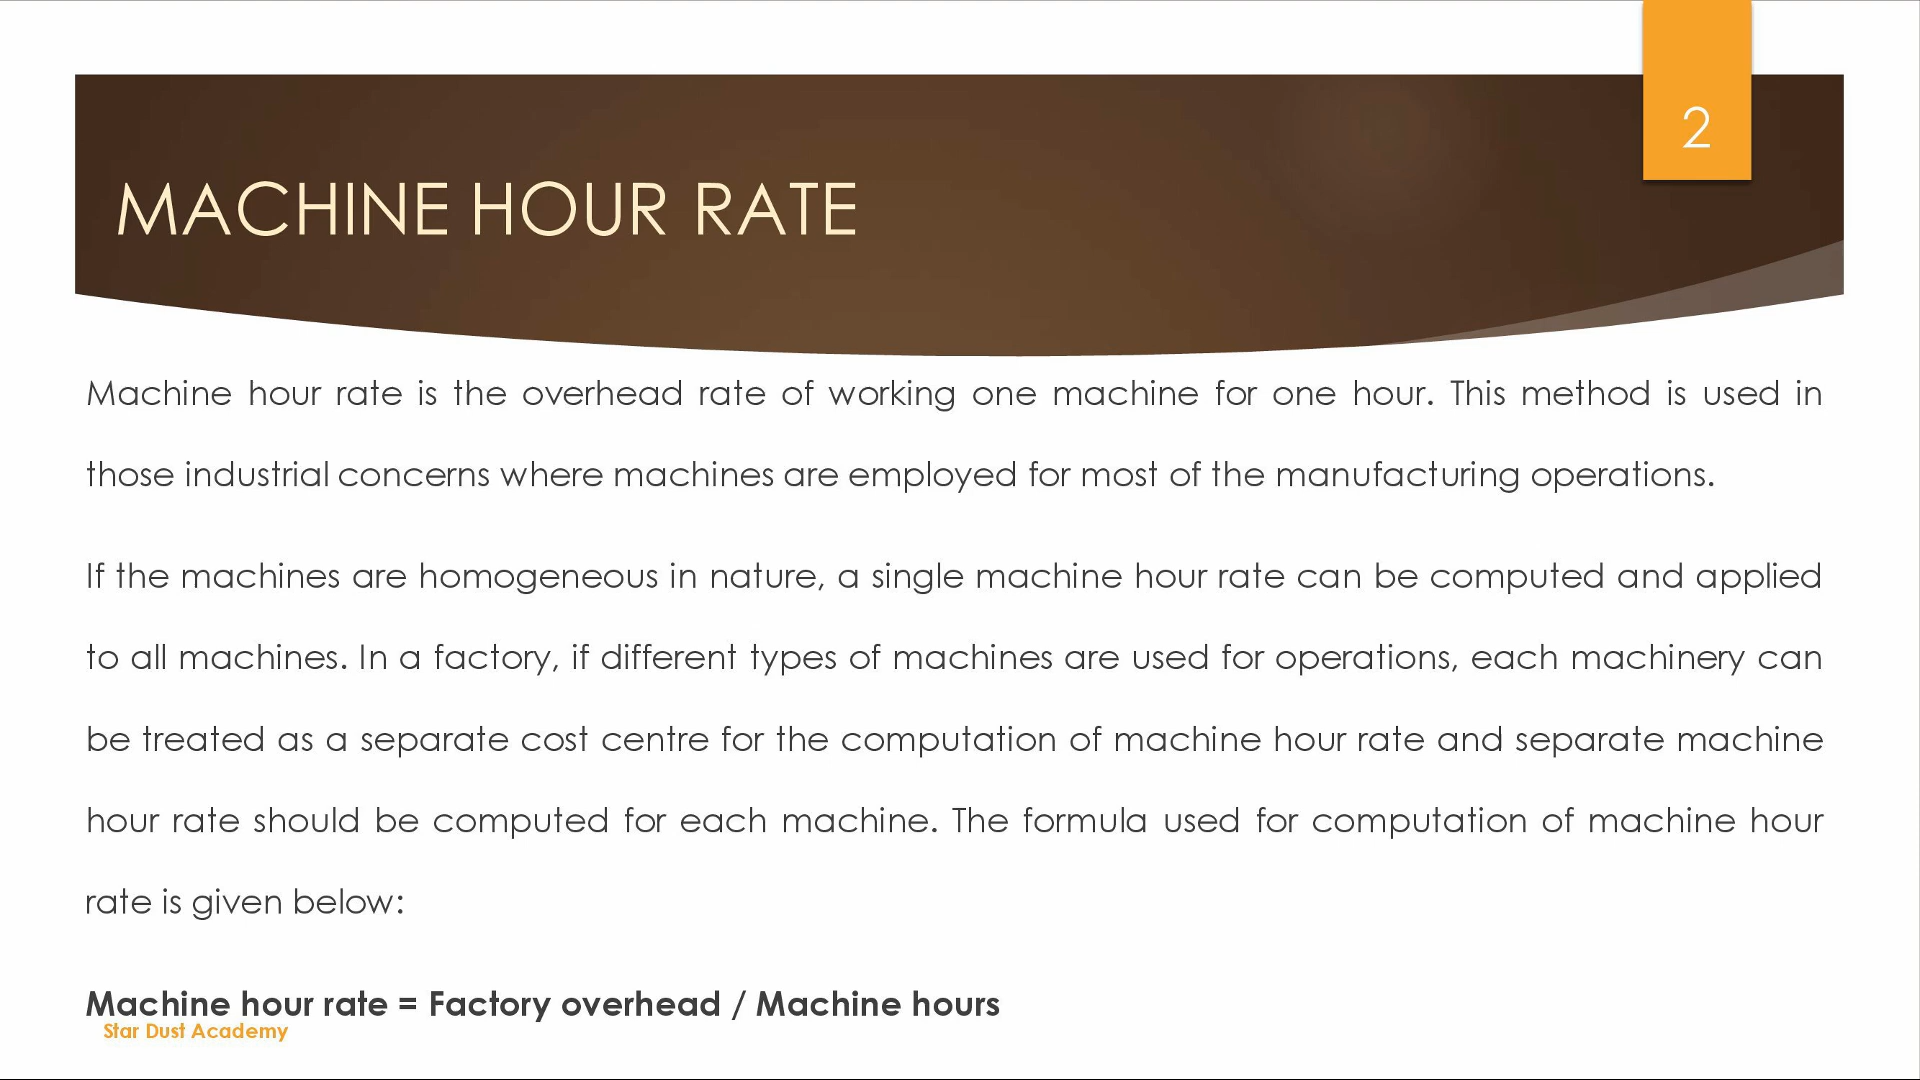 2
MACHINE HOUR RATE
Machine hour rate is the overhead rate of working one machine for one hour. This method is used in
those industrial concerns where machines are employed for most of the manufacturing operations.
If the machines are homogeneous in nature, a single machine hour rate can be computed and applied
to all machines. In a factory, if different types of machines are used for operations, each machinery can
be treated as a separate cost centre for the computation of machine hour rate and separate machine
hour rate should be computed for each machine. The formula used for computation of machine hour
rate is given below:
Machine hour rate = Factory overhead / Machine hours
Star Dust Academy